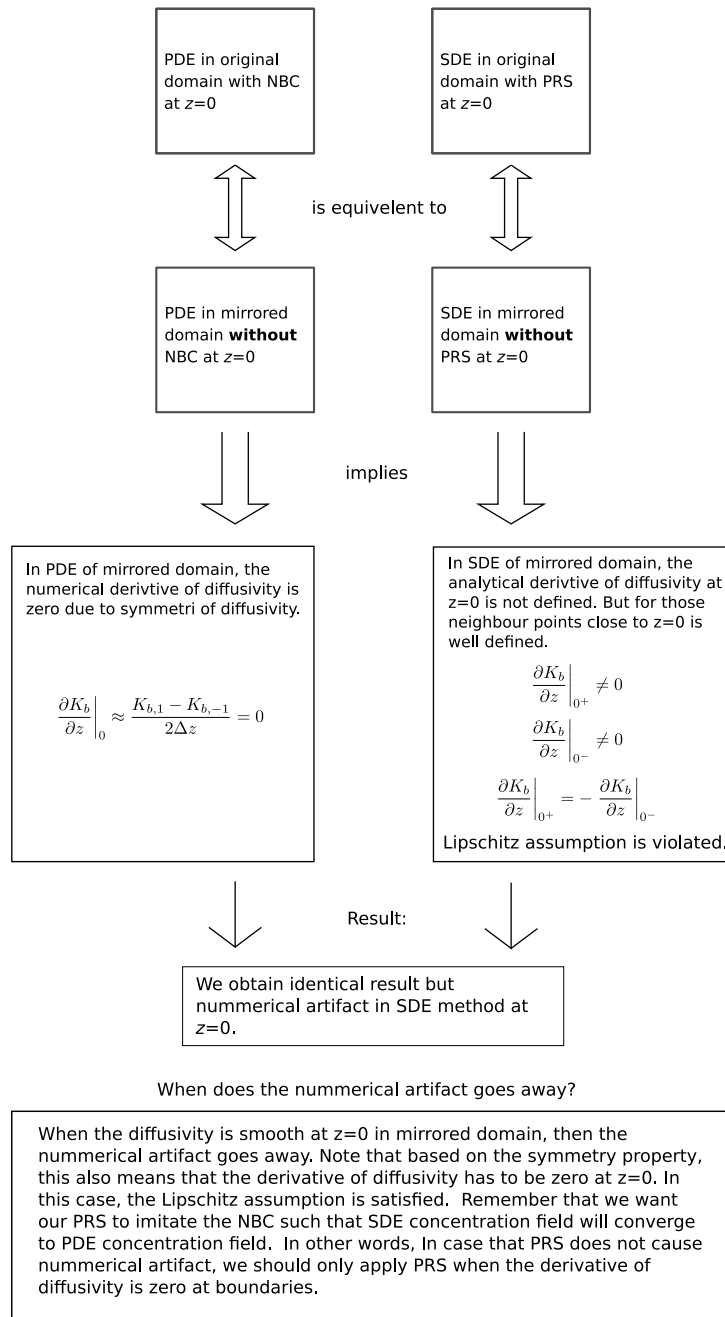 PDE in original
domain with NBC
at z=0
SDE in original
domain with PRS
at z=0
is equivelent to
PDE in mirrored
domain without
NBC at z=0
SDE in mirrored
domain without
PRS at z=0
implies
In PDE of mirrored domain, the
numerical derivtive of diffusivity is
zero due to symmetri of diffusivity.
∂K_b/∂z |_0 ≈ (K_{b,1} − K_{b,−1})/(2Δz) = 0
In SDE of mirrored domain, the
analytical derivtive of diffusivity at
z=0 is not defined. But for those
neighbour points close to z=0 is
well defined.
∂K_b/∂z |_{0^+} ≠ 0
∂K_b/∂z |_{0^−} ≠ 0
∂K_b/∂z |_{0^+} = − ∂K_b/∂z |_{0^−}
Lipschitz assumption is violated.
Result:
We obtain identical result but
nummerical artifact in SDE method at
z=0.
When does the nummerical artifact goes away?
When the diffusivity is smooth at z=0 in mirrored domain, then the
nummerical artifact goes away. Note that based on the symmetry property,
this also means that the derivative of diffusivity has to be zero at z=0. In
this case, the Lipschitz assumption is satisfied.  Remember that we want
our PRS to imitate the NBC such that SDE concentration field will converge
to PDE concentration field.  In other words, In case that PRS does not cause
nummerical artifact, we should only apply PRS when the derivative of
diffusivity is zero at boundaries.